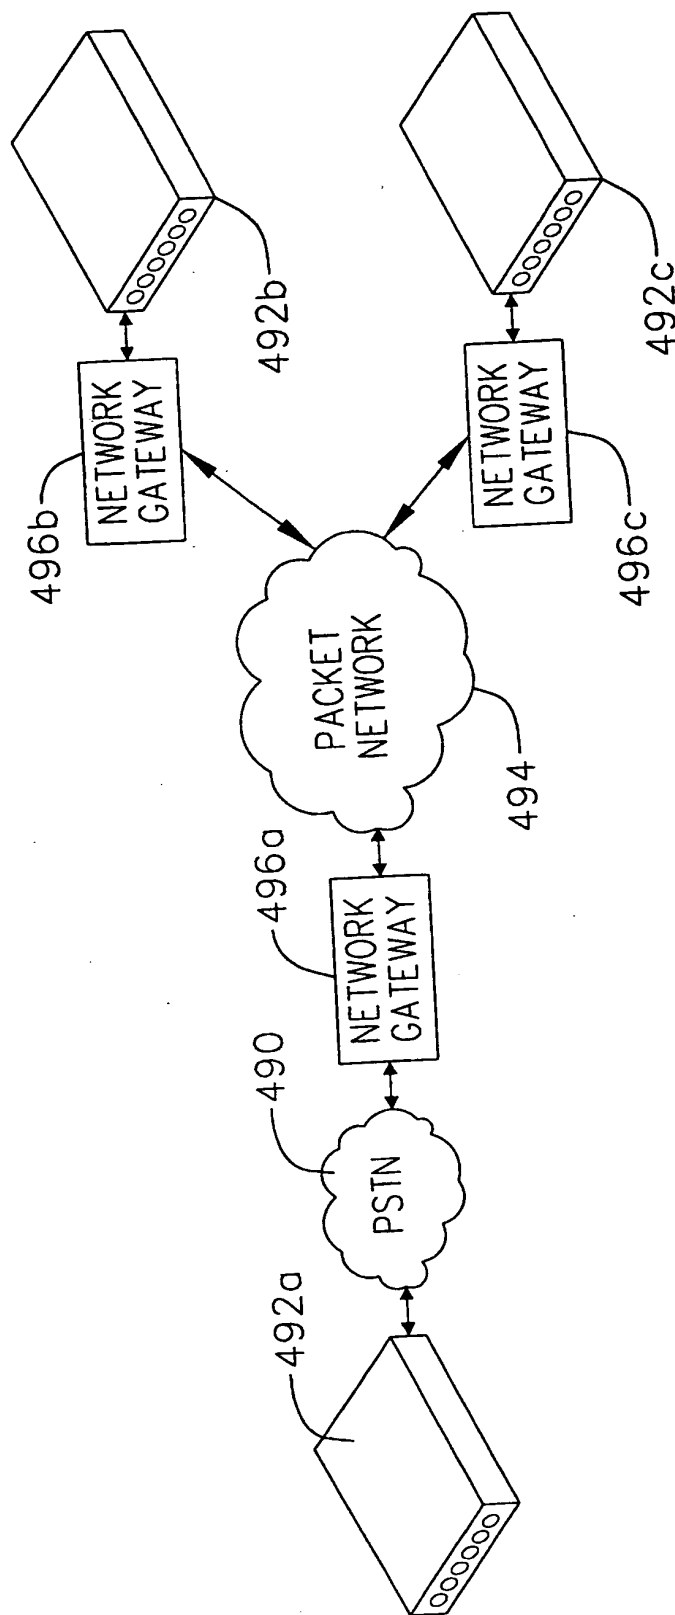 492a
PSTN
490
NETWORK
GATEWAY
496a
PACKET
NETWORK
494
496b
NETWORK
GATEWAY
492b
NETWORK
GATEWAY
496c
492c